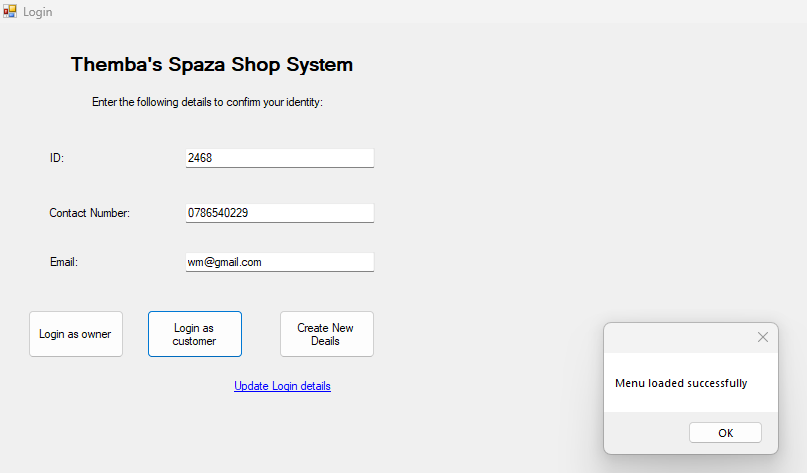 Login
Themba's Spaza Shop System
Enter the following details to confirm your identity:
ID:
2468
Contact Number:
0786540229
Email:
wm@gmail.com
Login as owner
Login as
customer
Create New
Deails
Update Login details
Menu loaded successfully
OK